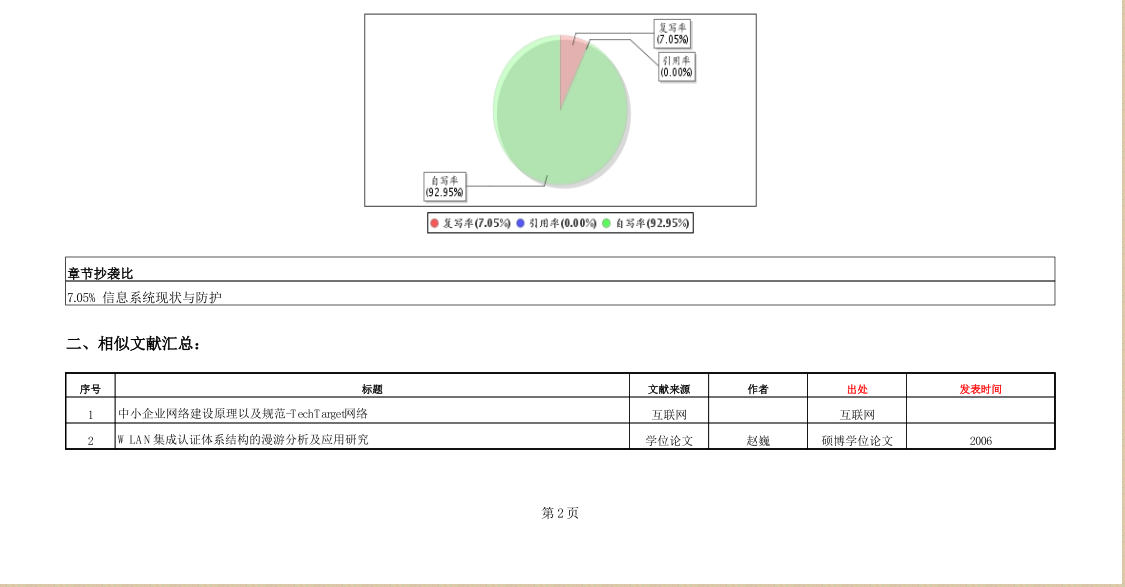 复写率
(7.05%)
引用率
(0.00%)
自写率
(92.95%)
复写率(7.05%) 引用率(0.00%) 自写率(92.95%)
章节抄袭比
7.05% 信息系统现状与防护
二、相似文献汇总：
序号 标题 文献来源 作者 出处 发表时间
1 中小企业网络建设原理以及规范-TechTarget网络 互联网 互联网
2 WLAN集成认证体系结构的漫游分析及应用研究 学位论文 赵巍 硕博学位论文 2006
第 2 页